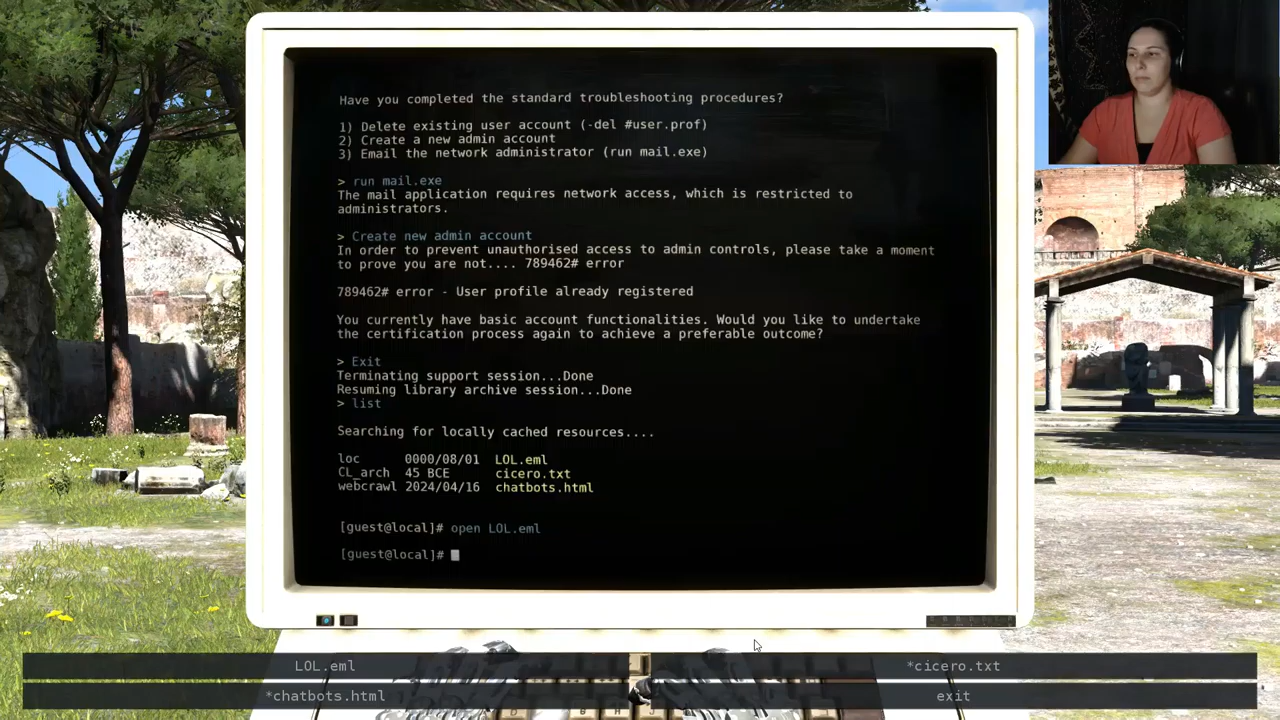 Have you completed the standard troubleshooting procedures?
1) Delete existing user account (-del #user.prof)
2) Create a new admin account
3) Email the network administrator (run mail.exe)
> run mail.exe
The mail application requires network access, which is restricted to
administrators.
> Create new admin account
In order to prevent unauthorised access to admin controls, please take a moment
to prove you are not.... 789462# error
789462# error - User profile already registered
You currently have basic account functionalities. Would you like to undertake
the certification process again to achieve a preferable outcome?
> Exit
Terminating support session...Done
Resuming library archive session...Done
> list
Searching for locally cached resources....
loc 0000/08/01 LOL.eml
CL_arch 45 BCE cicero.txt
webcrawl 2024/04/16 chatbots.html
[guest@local]# open LOL.eml
[guest@local]#
LOL.eml
*cicero.txt
*chatbots.html
exit